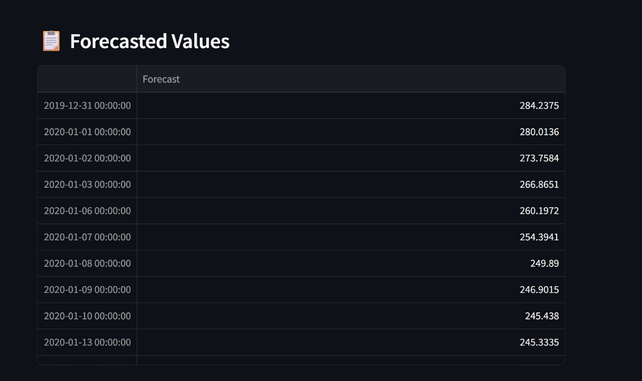 📋 Forecasted Values
Forecast
2019-12-31 00:00:00 284.2375
2020-01-01 00:00:00 280.0136
2020-01-02 00:00:00 273.7584
2020-01-03 00:00:00 266.8651
2020-01-06 00:00:00 260.1972
2020-01-07 00:00:00 254.3941
2020-01-08 00:00:00 249.89
2020-01-09 00:00:00 246.9015
2020-01-10 00:00:00 245.438
2020-01-13 00:00:00 245.3335